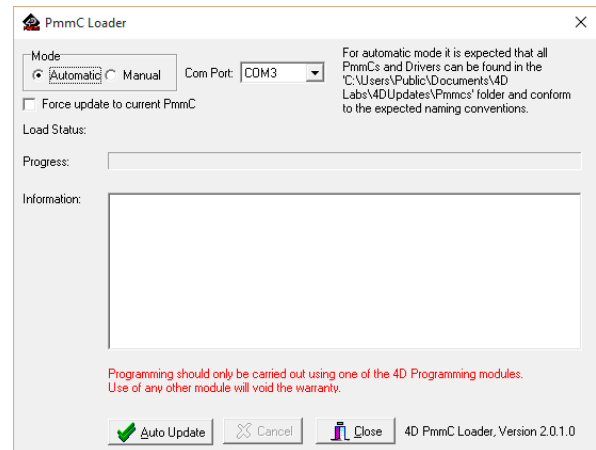 PmmC Loader
Mode
Automatic Manual
Com Port: COM3
For automatic mode it is expected that all
PmmCs and Drivers can be found in the
'C:\Users\Public\Documents\4D
Labs\4DUpdates\Pmmcs' folder and conform
to the expected naming conventions.
Force update to current PmmC
Load Status:
Progress:
Information:
Programming should only be carried out using one of the 4D Programming modules.
Use of any other module will void the warranty.
Auto Update Cancel Close 4D PmmC Loader, Version 2.0.1.0